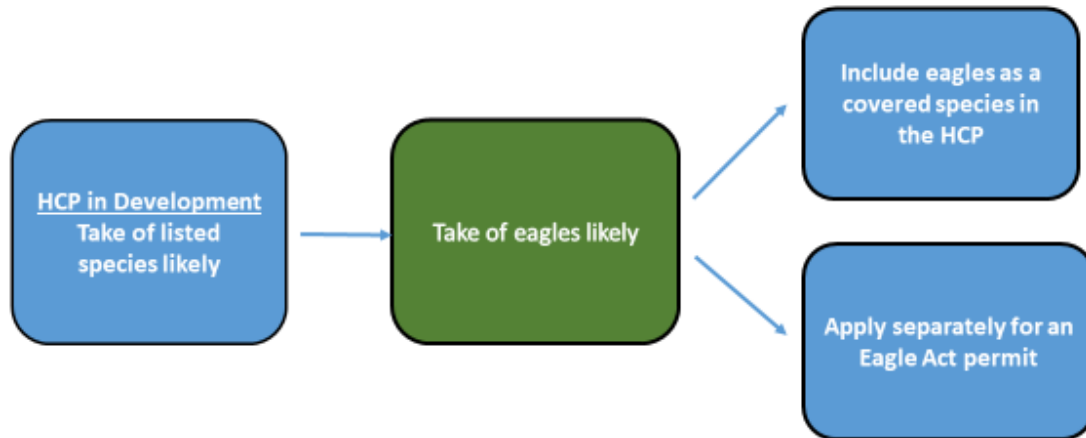 HCP in Development
Take of listed
species likely
Take of eagles likely
Include eagles as a
covered species in
the HCP
Apply separately for an
Eagle Act permit